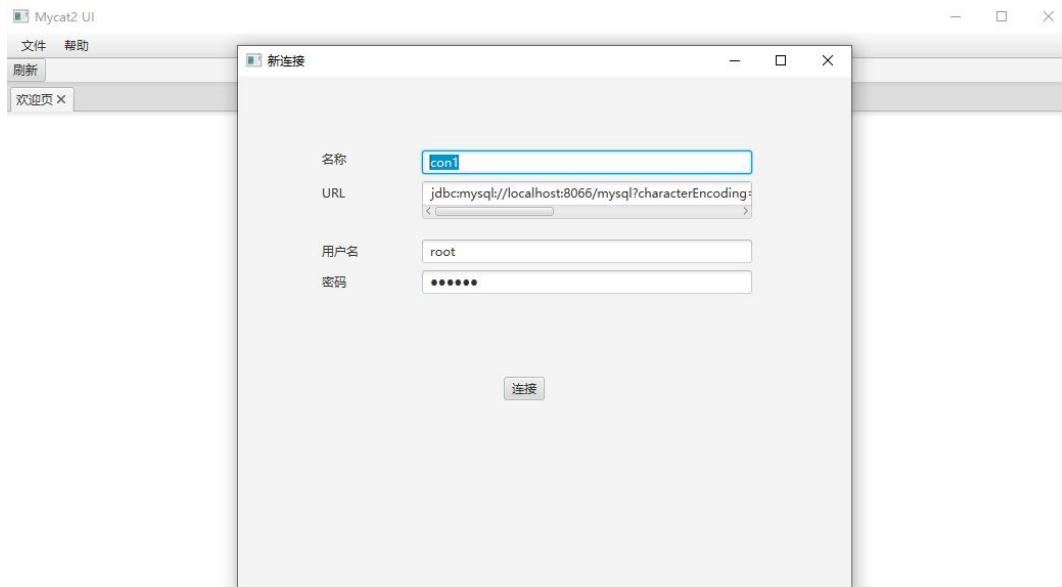 Mycat2 UI
文件 帮助
刷新
欢迎页
新连接
名称 con1
URL jdbc:mysql://localhost:8066/mysql?characterEncoding=
用户名 root
密码 ●●●●●●
连接